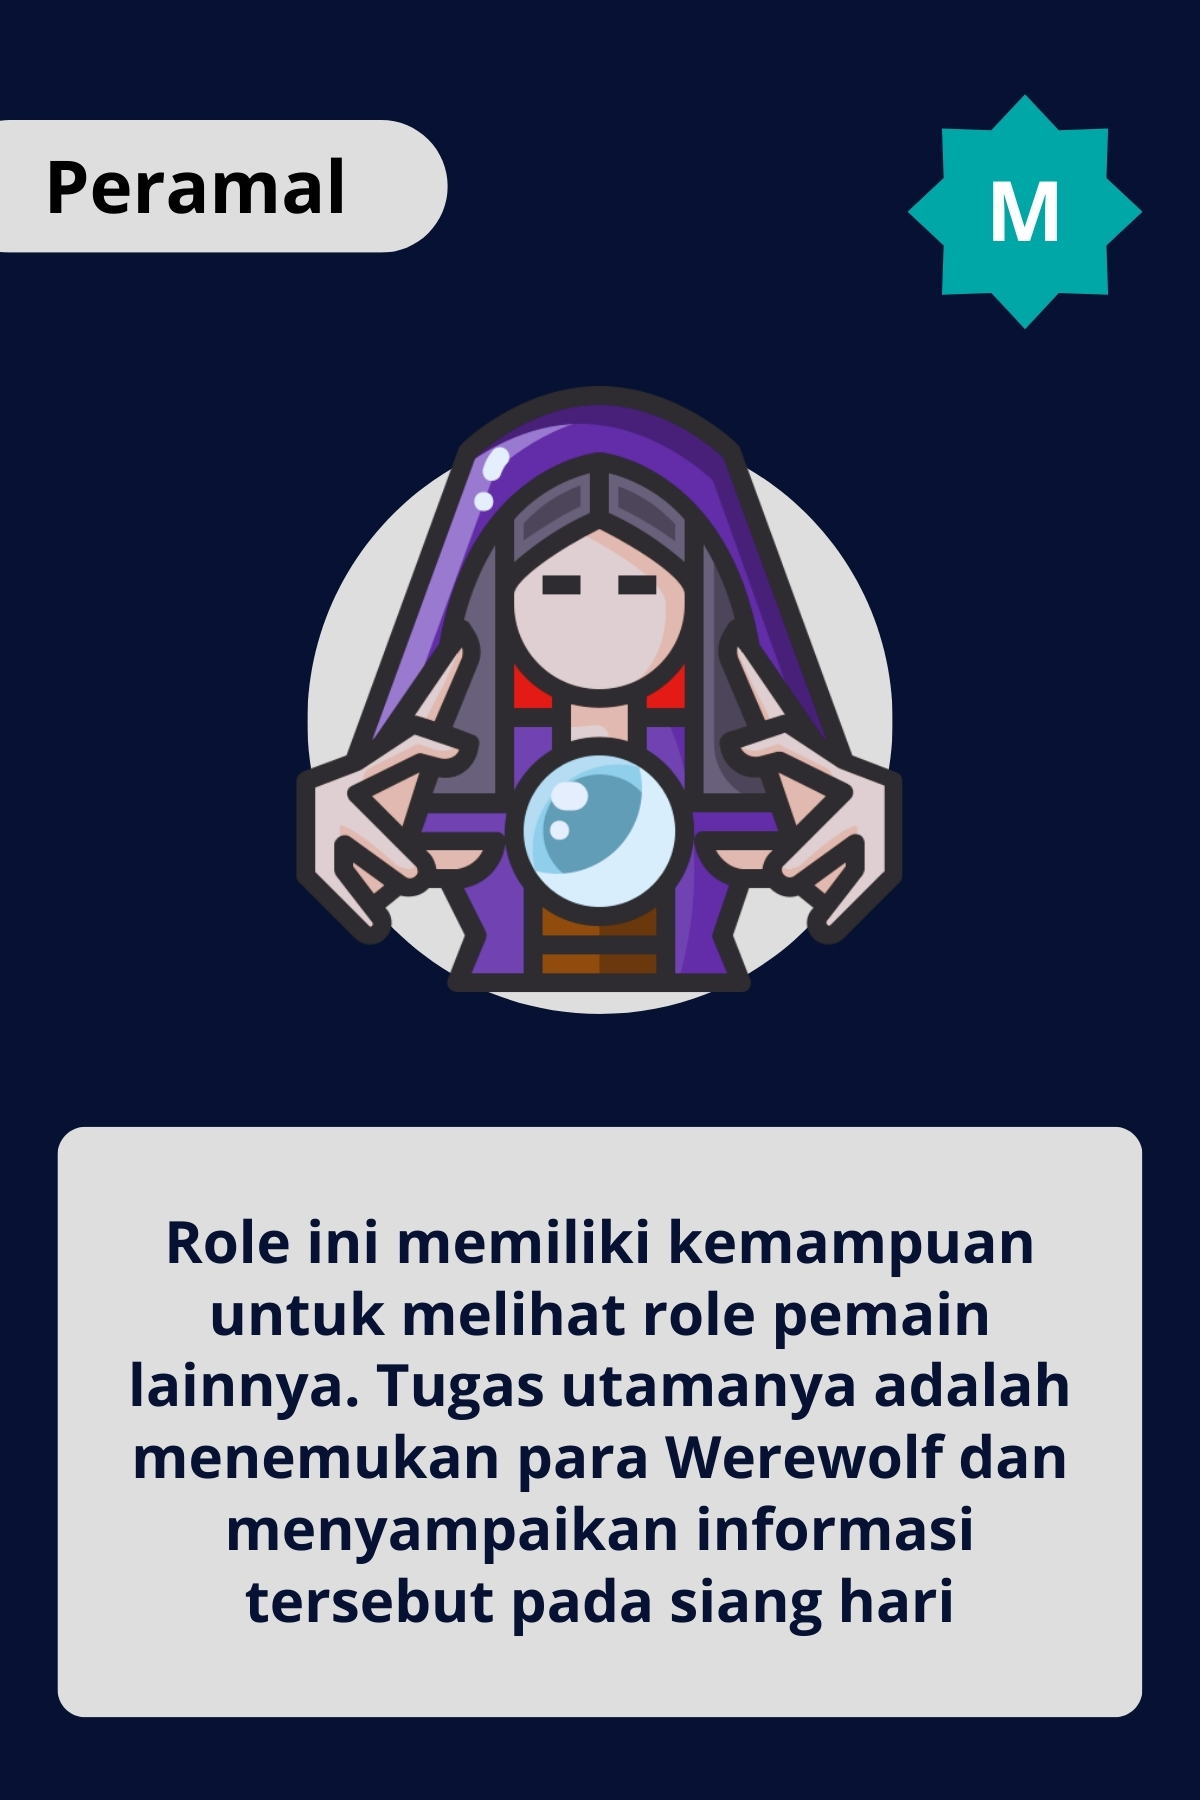 Peramal
M
Role ini memiliki kemampuan
untuk melihat role pemain
lainnya. Tugas utamanya adalah
menemukan para Werewolf dan
menyampaikan informasi
tersebut pada siang hari